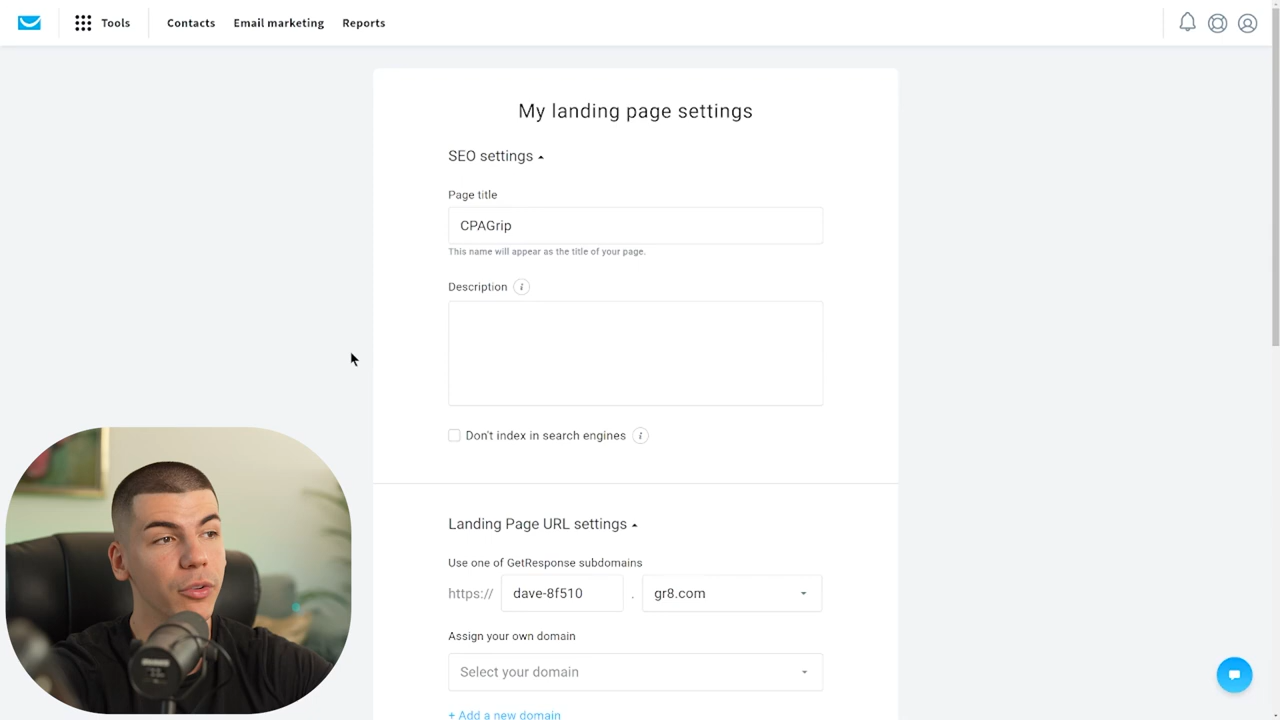 Tools
Contacts
Email marketing
Reports
My landing page settings
SEO settings
Page title
CPAGrip
This name will appear as the title of your page.
Description
Don't index in search engines
Landing Page URL settings
Use one of GetResponse subdomains
https:// dave-8f510 . gr8.com
Assign your own domain
Select your domain
+ Add a new domain